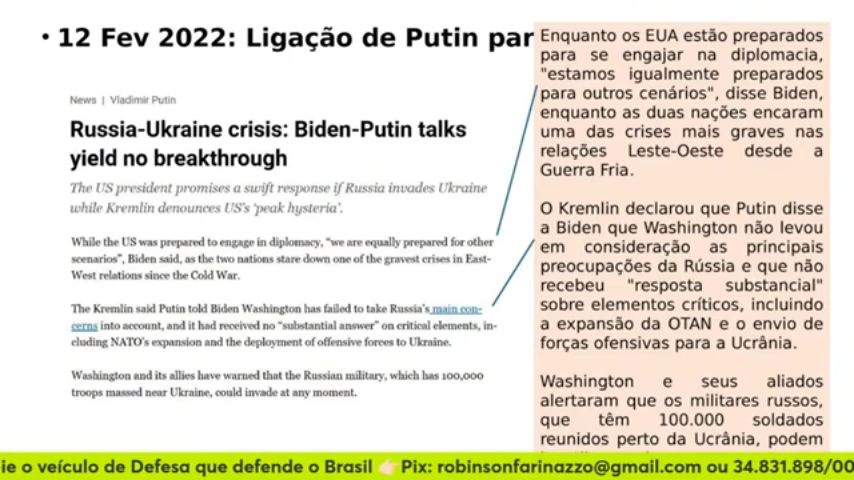 • 12 Fev 2022: Ligação de Putin par
News | Vladimir Putin
Russia-Ukraine crisis: Biden-Putin talks
yield no breakthrough
The US president promises a swift response if Russia invades Ukraine
while Kremlin denounces US's 'peak hysteria'.
While the US was prepared to engage in diplomacy, "we are equally prepared for other
scenarios", Biden said, as the two nations stare down one of the gravest crises in East-
West relations since the Cold War.
The Kremlin said Putin told Biden Washington has failed to take Russia's main con-
cerns into account, and it had received no "substantial answer" on critical elements, in-
cluding NATO's expansion and the deployment of offensive forces to Ukraine.
Washington and its allies have warned that the Russian military, which has 100,000
troops massed near Ukraine, could invade at any moment.
Enquanto os EUA estão preparados
para se engajar na diplomacia,
"estamos igualmente preparados
para outros cenários", disse Biden,
enquanto as duas nações encaram
uma das crises mais graves nas
relações Leste-Oeste desde a
Guerra Fria.
O Kremlin declarou que Putin disse
a Biden que Washington não levou
em consideração as principais
preocupações da Rússia e que não
recebeu "resposta substancial"
sobre elementos críticos, incluindo
a expansão da OTAN e o envio de
forças ofensivas para a Ucrânia.
Washington e seus aliados
alertaram que os militares russos,
que têm 100.000 soldados
reunidos perto da Ucrânia, podem
ie o veículo de Defesa que defende o Brasil 👉🏻Pix: robinsonfarinazzo@gmail.com ou 34.831.898/00